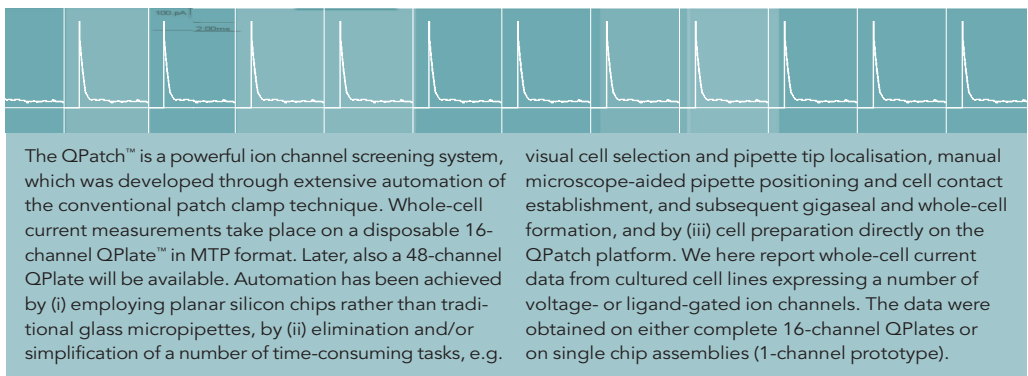 100 pA
2.00ms
The QPatch™ is a powerful ion channel screening system,
which was developed through extensive automation of
the conventional patch clamp technique. Whole-cell
current measurements take place on a disposable 16-
channel QPlate™ in MTP format. Later, also a 48-channel
QPlate will be available. Automation has been achieved
by (i) employing planar silicon chips rather than tradi-
tional glass micropipettes, by (ii) elimination and/or
simplification of a number of time-consuming tasks, e.g.
visual cell selection and pipette tip localisation, manual
microscope-aided pipette positioning and cell contact
establishment, and subsequent gigaseal and whole-cell
formation, and by (iii) cell preparation directly on the
QPatch platform. We here report whole-cell current
data from cultured cell lines expressing a number of
voltage- or ligand-gated ion channels. The data were
obtained on either complete 16-channel QPlates or
on single chip assemblies (1-channel prototype).